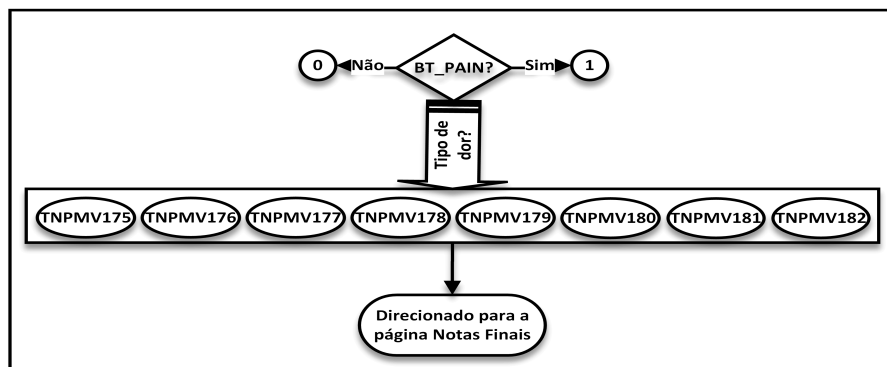 0 Não BT_PAIN? Sim 1
Tipo de
dor?
TNPMV175 TNPMV176 TNPMV177 TNPMV178 TNPMV179 TNPMV180 TNPMV181 TNPMV182
Direcionado para a
página Notas Finais